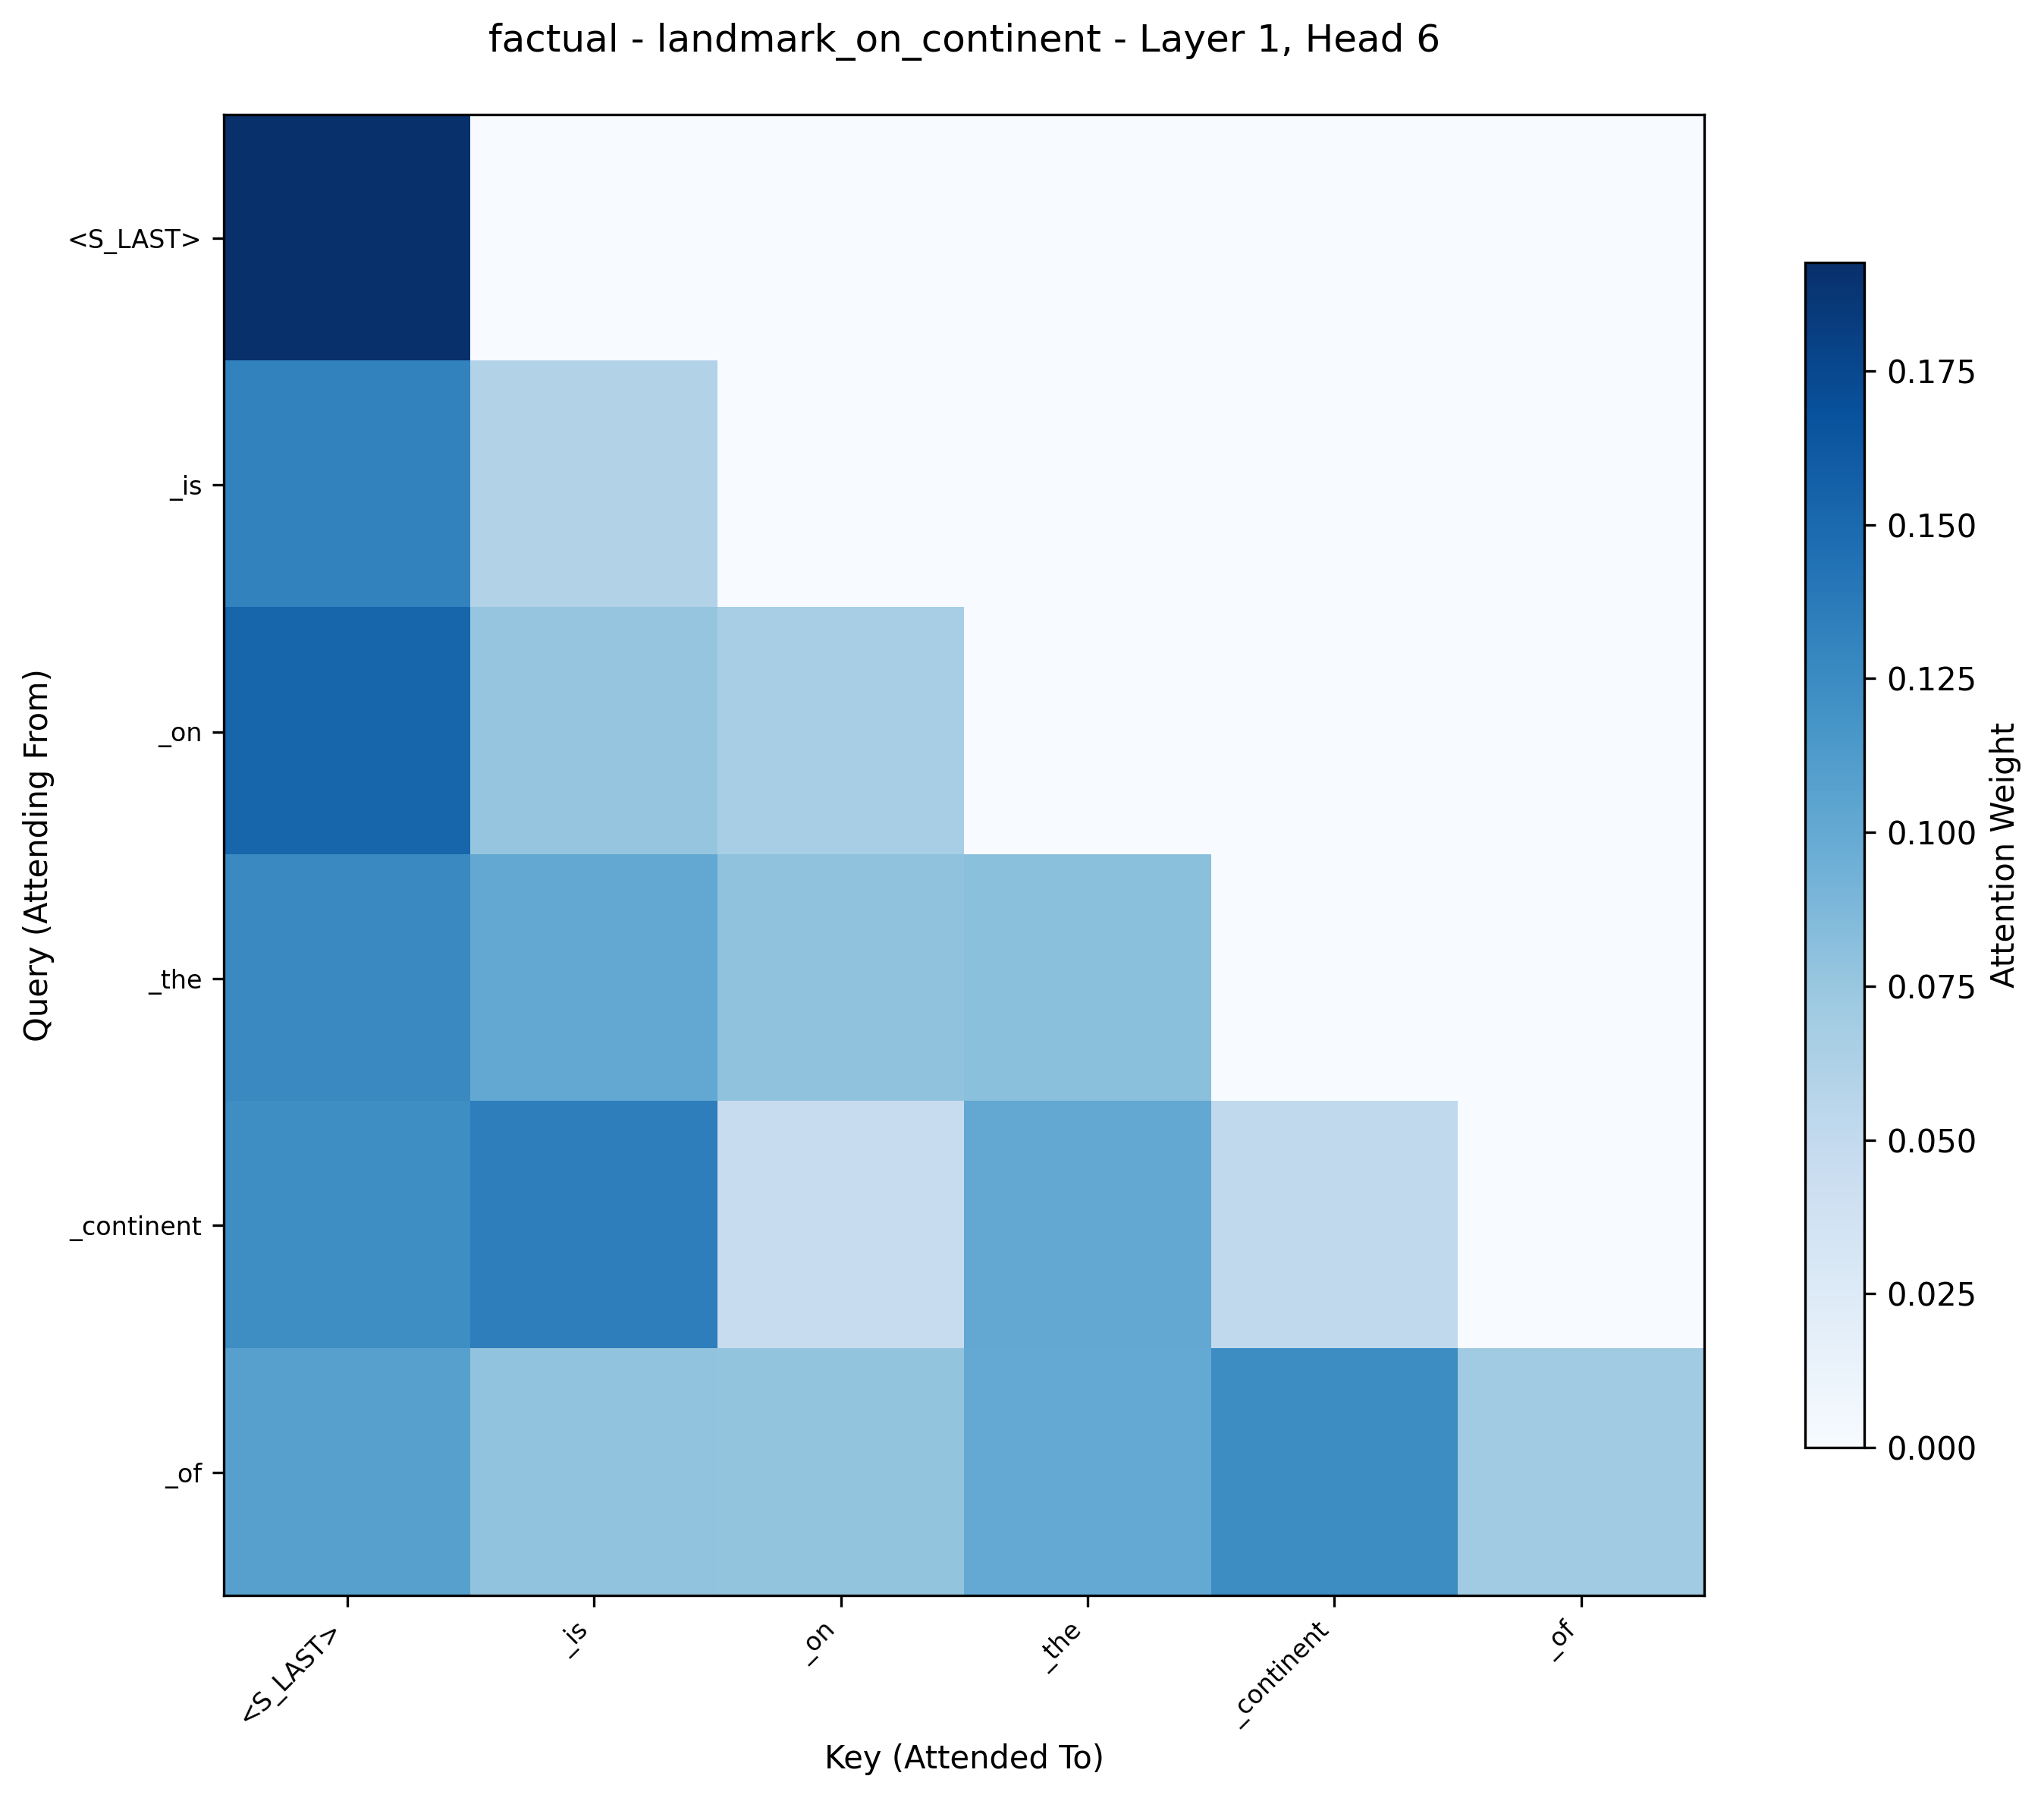 factual - landmark_on_continent - Layer 1, Head 6
Query (Attending From)
<S_LAST>
_is
_on
_the
_continent
_of
<S_LAST>
_is
_on
_the
_continent
_of
Key (Attended To)
0.175
0.150
0.125
0.100
0.075
0.050
0.025
0.000
Attention Weight